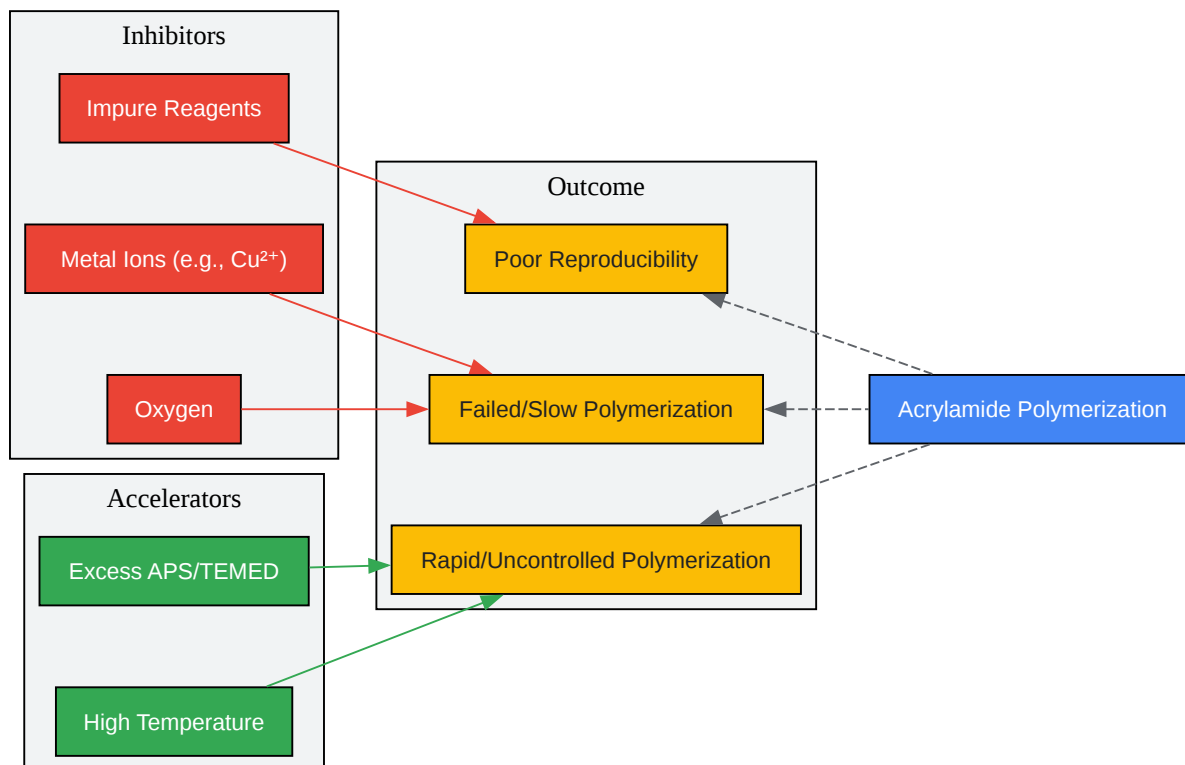 Inhibitors
Impure Reagents
Metal Ions (e.g., Cu²⁺)
Oxygen
Accelerators
Excess APS/TEMED
High Temperature
Outcome
Poor Reproducibility
Failed/Slow Polymerization
Rapid/Uncontrolled Polymerization
Acrylamide Polymerization